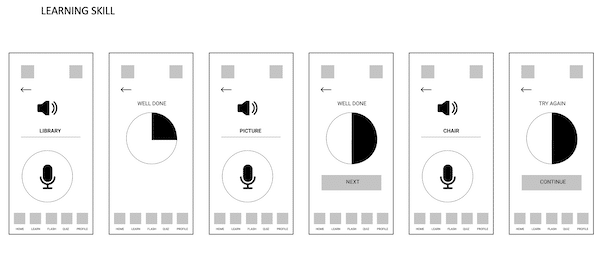 LEARNING SKILL
LIBRARY
HOME LEARN FLASH QUIZ PROFILE
WELL DONE
HOME LEARN FLASH QUIZ PROFILE
PICTURE
HOME LEARN FLASH QUIZ PROFILE
WELL DONE
NEXT
HOME LEARN FLASH QUIZ PROFILE
CHAIR
HOME LEARN FLASH QUIZ PROFILE
TRY AGAIN
CONTINUE
HOME LEARN FLASH QUIZ PROFILE